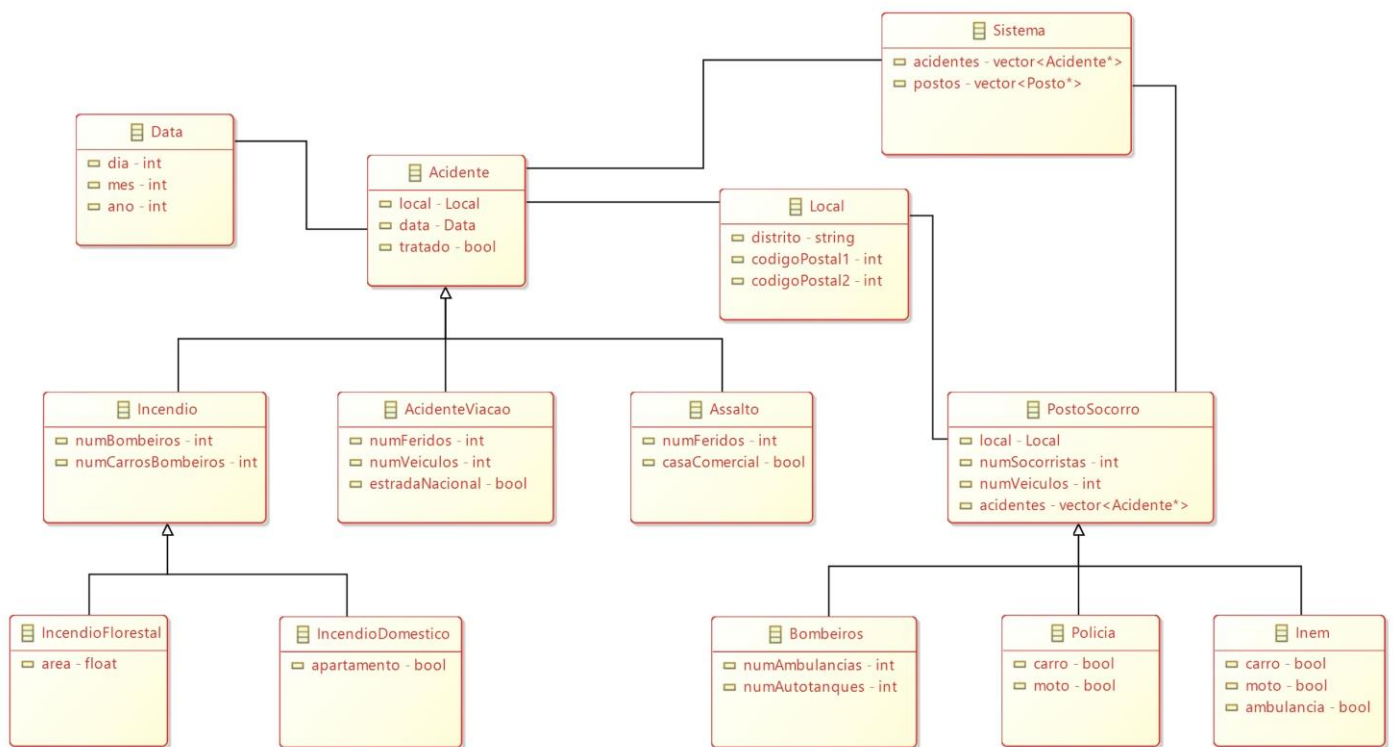 Sistema
acidentes - vector<Acidente*>
postos - vector<Posto*>
Data
dia - int
mes - int
ano - int
Acidente
local - Local
data - Data
tratado - bool
Local
distrito - string
codigoPostal1 - int
codigoPostal2 - int
Incendio
numBombeiros - int
numCarrosBombeiros - int
AcidenteViacao
numFeridos - int
numVeiculos - int
estradaNacional - bool
Assalto
numFeridos - int
casaComercial - bool
PostoSocorro
local - Local
numSocorristas - int
numVeiculos - int
acidentes - vector<Acidente*>
IncendioFlorestal
area - float
IncendioDomestico
apartamento - bool
Bombeiros
numAmbulancias - int
numAutotanques - int
Policia
carro - bool
moto - bool
Inem
carro - bool
moto - bool
ambulancia - bool